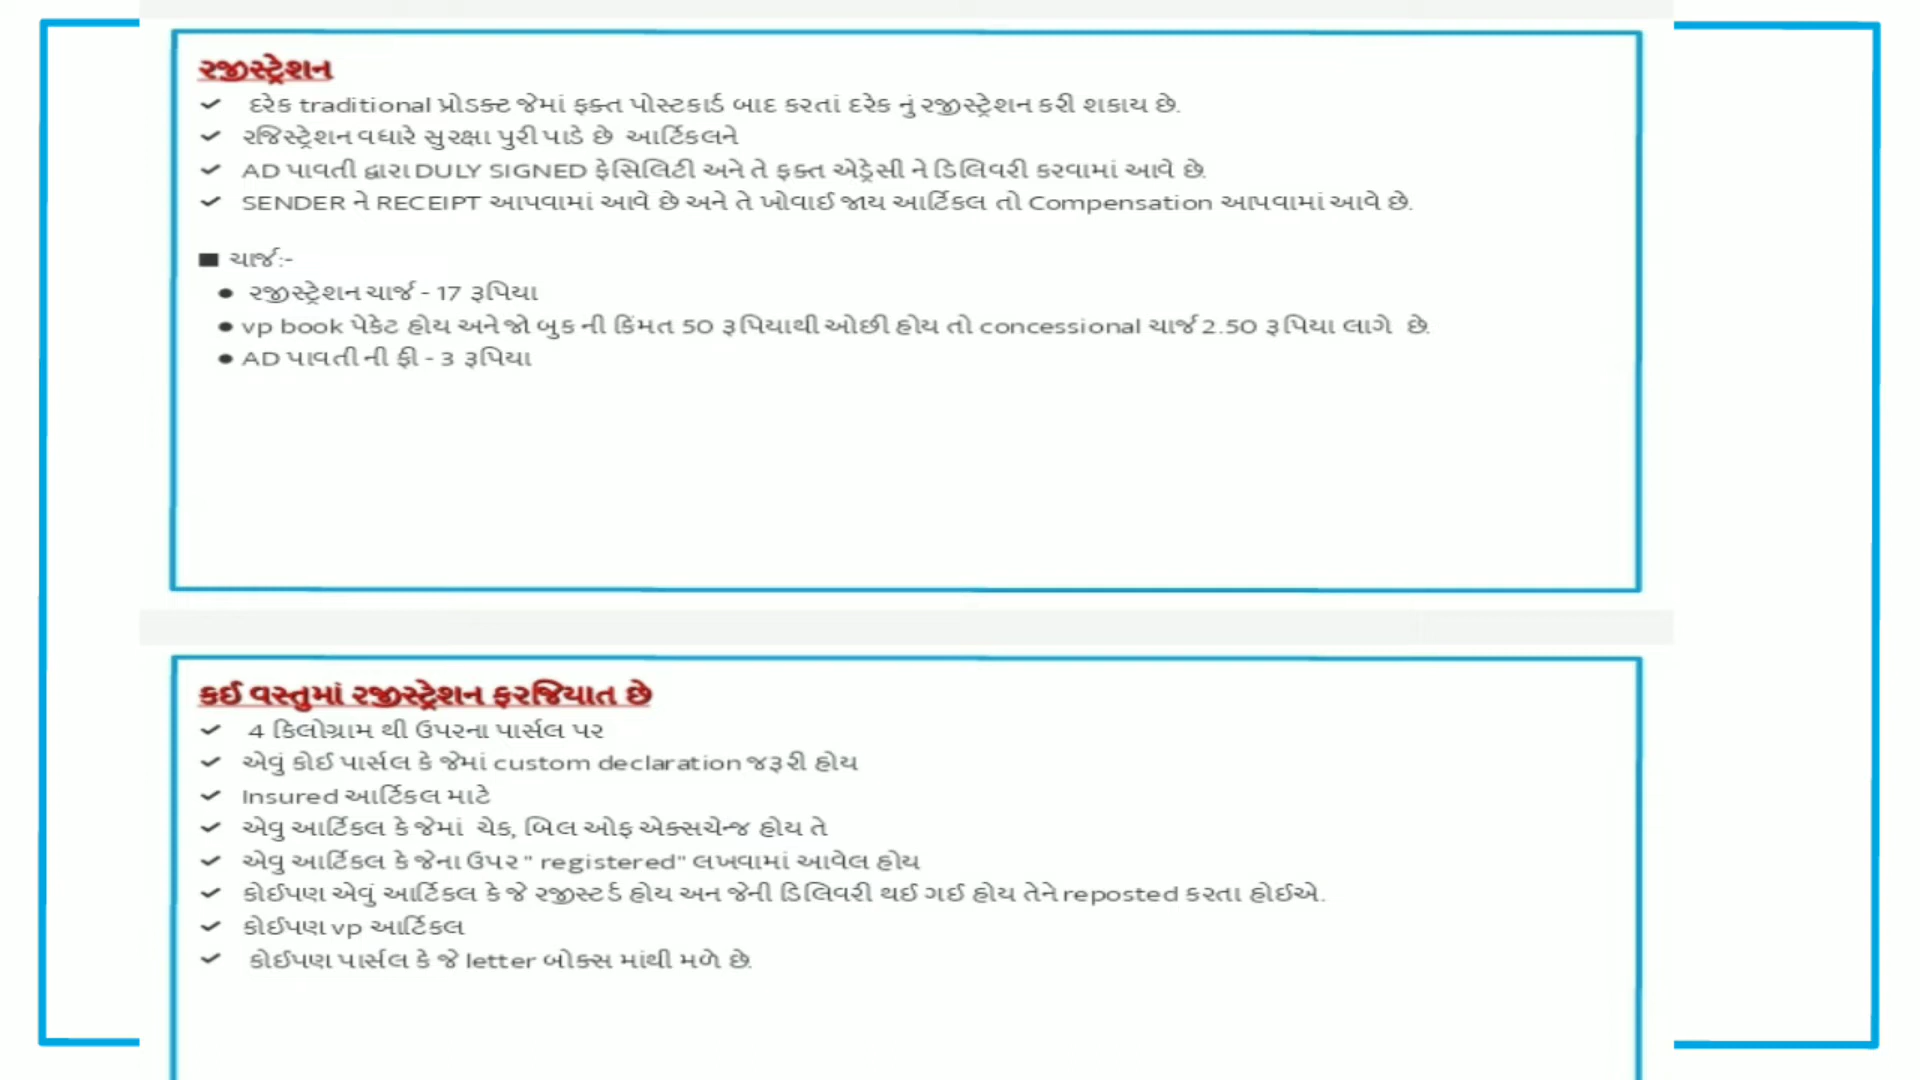 રજીસ્ટ્રેશન
✓ દરેક traditional પ્રોડક્ટ જેમાં ફક્ત પોસ્ટકાર્ડ બાદ કરતાં દરેક નું રજીસ્ટ્રેશન કરી શકાય છે.
✓ રજિસ્ટ્રેશન વધારે સુરક્ષા પુરી પાડે છે આર્ટિકલને
✓ AD પાવતી દ્વારા DULY SIGNED ફેસિલિટી અને તે ફક્ત એડ્રેસી ને ડિલિવરી કરવામાં આવે છે.
✓ SENDER ને RECEIPT આપવામાં આવે છે અને તે ખોવાઈ જાય આર્ટિકલ તો Compensation આપવામાં આવે છે.
■ ચાર્જ:-
● રજીસ્ટ્રેશન ચાર્જ - 17 રૂપિયા
● vp book પેકેટ હોય અને જો બુક ની કિંમત 50 રૂપિયાથી ઓછી હોય તો concessional ચાર્જ 2.50 રૂપિયા લાગે છે.
● AD પાવતી ની ફી - 3 રૂપિયા
કઈ વસ્તુમાં રજીસ્ટ્રેશન ફરજિયાત છે
✓ 4 કિલોગ્રામ થી ઉપરના પાર્સલ પર
✓ એવું કોઈ પાર્સલ કે જેમાં custom declaration જરૂરી હોય
✓ Insured આર્ટિકલ માટે
✓ એવુ આર્ટિકલ કે જેમાં ચેક, બિલ ઓફ એક્સચેન્જ હોય તે
✓ એવુ આર્ટિકલ કે જેના ઉપર " registered" લખવામાં આવેલ હોય
✓ કોઈપણ એવું આર્ટિકલ કે જે રજીસ્ટર્ડ હોય અન જેની ડિલિવરી થઈ ગઈ હોય તેને reposted કરતા હોઈએ.
✓ કોઈપણ vp આર્ટિકલ
✓ કોઈપણ પાર્સલ કે જે letter બોક્સ માંથી મળે છે.